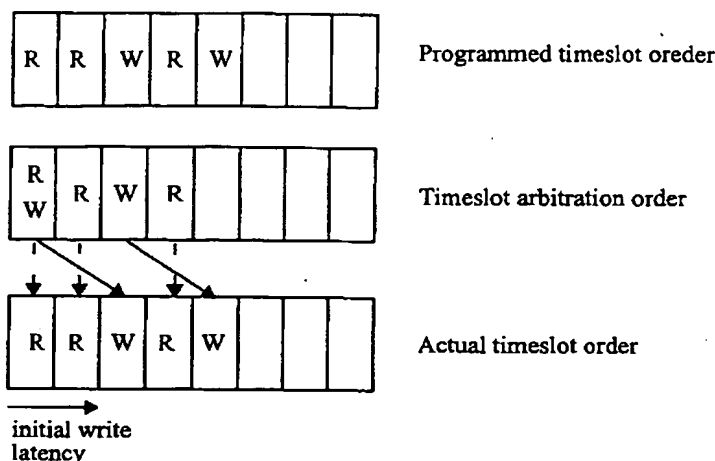 R R W R W
Programmed timeslot oreder
R
W R W R
Timeslot arbitration order
R R W R W
Actual timeslot order
initial write
latency